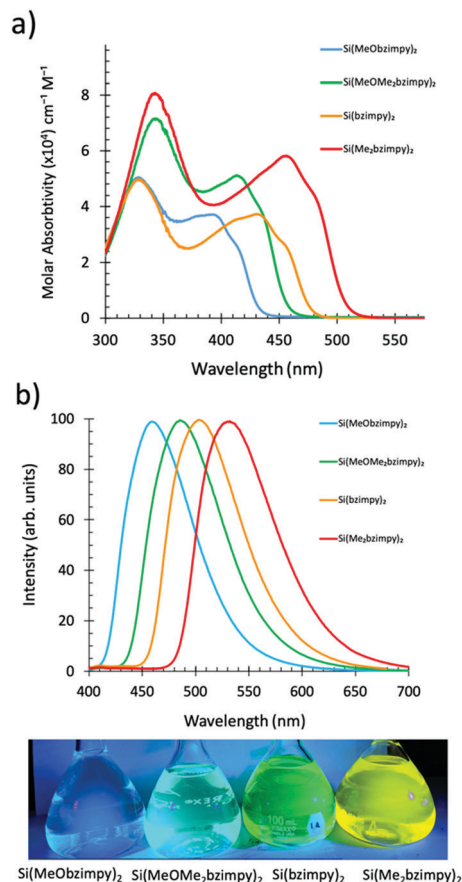 a)
Si(MeObzimpy)₂
Si(MeOMe₂bzimpy)₂
Si(bzimpy)₂
Si(Me₂bzimpy)₂
Molar Absorbtivity (x10⁴) cm⁻¹ M⁻¹
8
6
4
2
0
300 350 400 450 500 550
Wavelength (nm)
b)
Si(MeObzimpy)₂
Si(MeOMe₂bzimpy)₂
Si(bzimpy)₂
Si(Me₂bzimpy)₂
Intensity (arb. units)
100
80
60
40
20
0
400 450 500 550 600 650 700
Wavelength (nm)
100 mL
Si(MeObzimpy)₂ Si(MeOMe₂bzimpy)₂ Si(bzimpy)₂ Si(Me₂bzimpy)₂